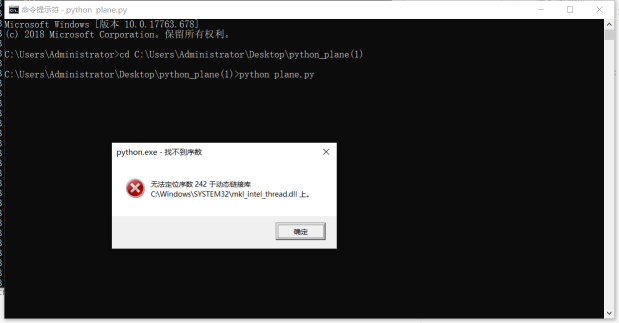 命令提示符 - python plane.py
Microsoft Windows [版本 10.0.17763.678]
(c) 2018 Microsoft Corporation。保留所有权利。
C:\Users\Administrator>cd C:\Users\Administrator\Desktop\python_plane(1)
C:\Users\Administrator\Desktop\python_plane(1)>python plane.py
python.exe - 找不到序数
无法定位序数 242 于动态链接库
C:\Windows\SYSTEM32\mkl_intel_thread.dll 上。
确定